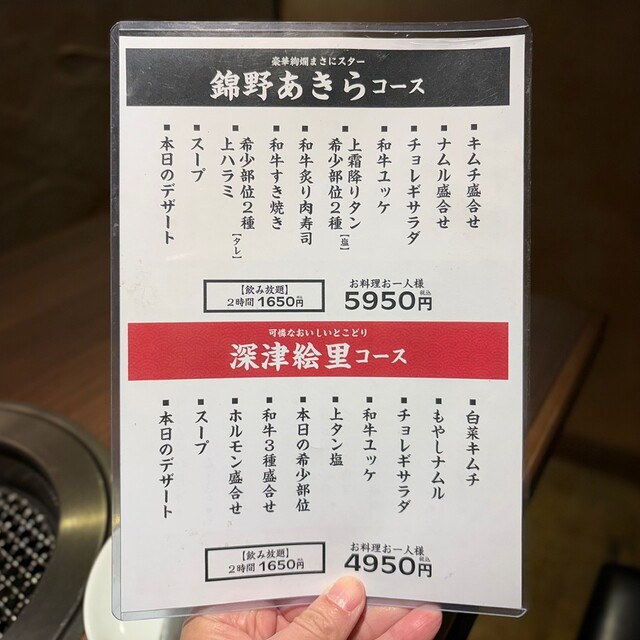 豪華絢爛まさにスター
錦野あきらコース
■キムチ盛合せ
■ナムル盛合せ
■チョレギサラダ
■和牛ユッケ
■上霜降りタン
希少部位2種[塩]
■和牛炙り肉寿司
■和牛すき焼き
■希少部位2種
上ハラミ[タレ]
■スープ
■本日のデザート
【飲み放題】
2時間1650円税込
お料理お一人様
5950円税込
可憐なおいしいとこどり
深津絵里コース
■白菜キムチ
■もやしナムル
■チョレギサラダ
■和牛ユッケ
■上タン塩
■本日の希少部位
■和牛3種盛合せ
■ホルモン盛合せ
■スープ
■本日のデザート
【飲み放題】
2時間1650円税込
お料理お一人様
4950円税込